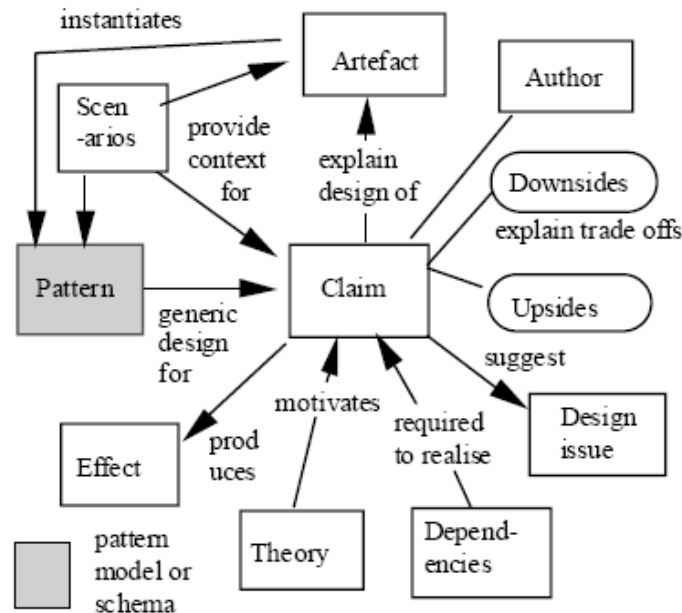 instantiates
Artefact
Author
Scen
-arios
provide
context
for
explain
design of
Downsides
explain trade offs
Pattern
Claim
Upsides
generic
design
for
suggest
motivates
required
to realise
Design
issue
Effect
prod
uces
Theory
Depend-
encies
pattern
model or
schema